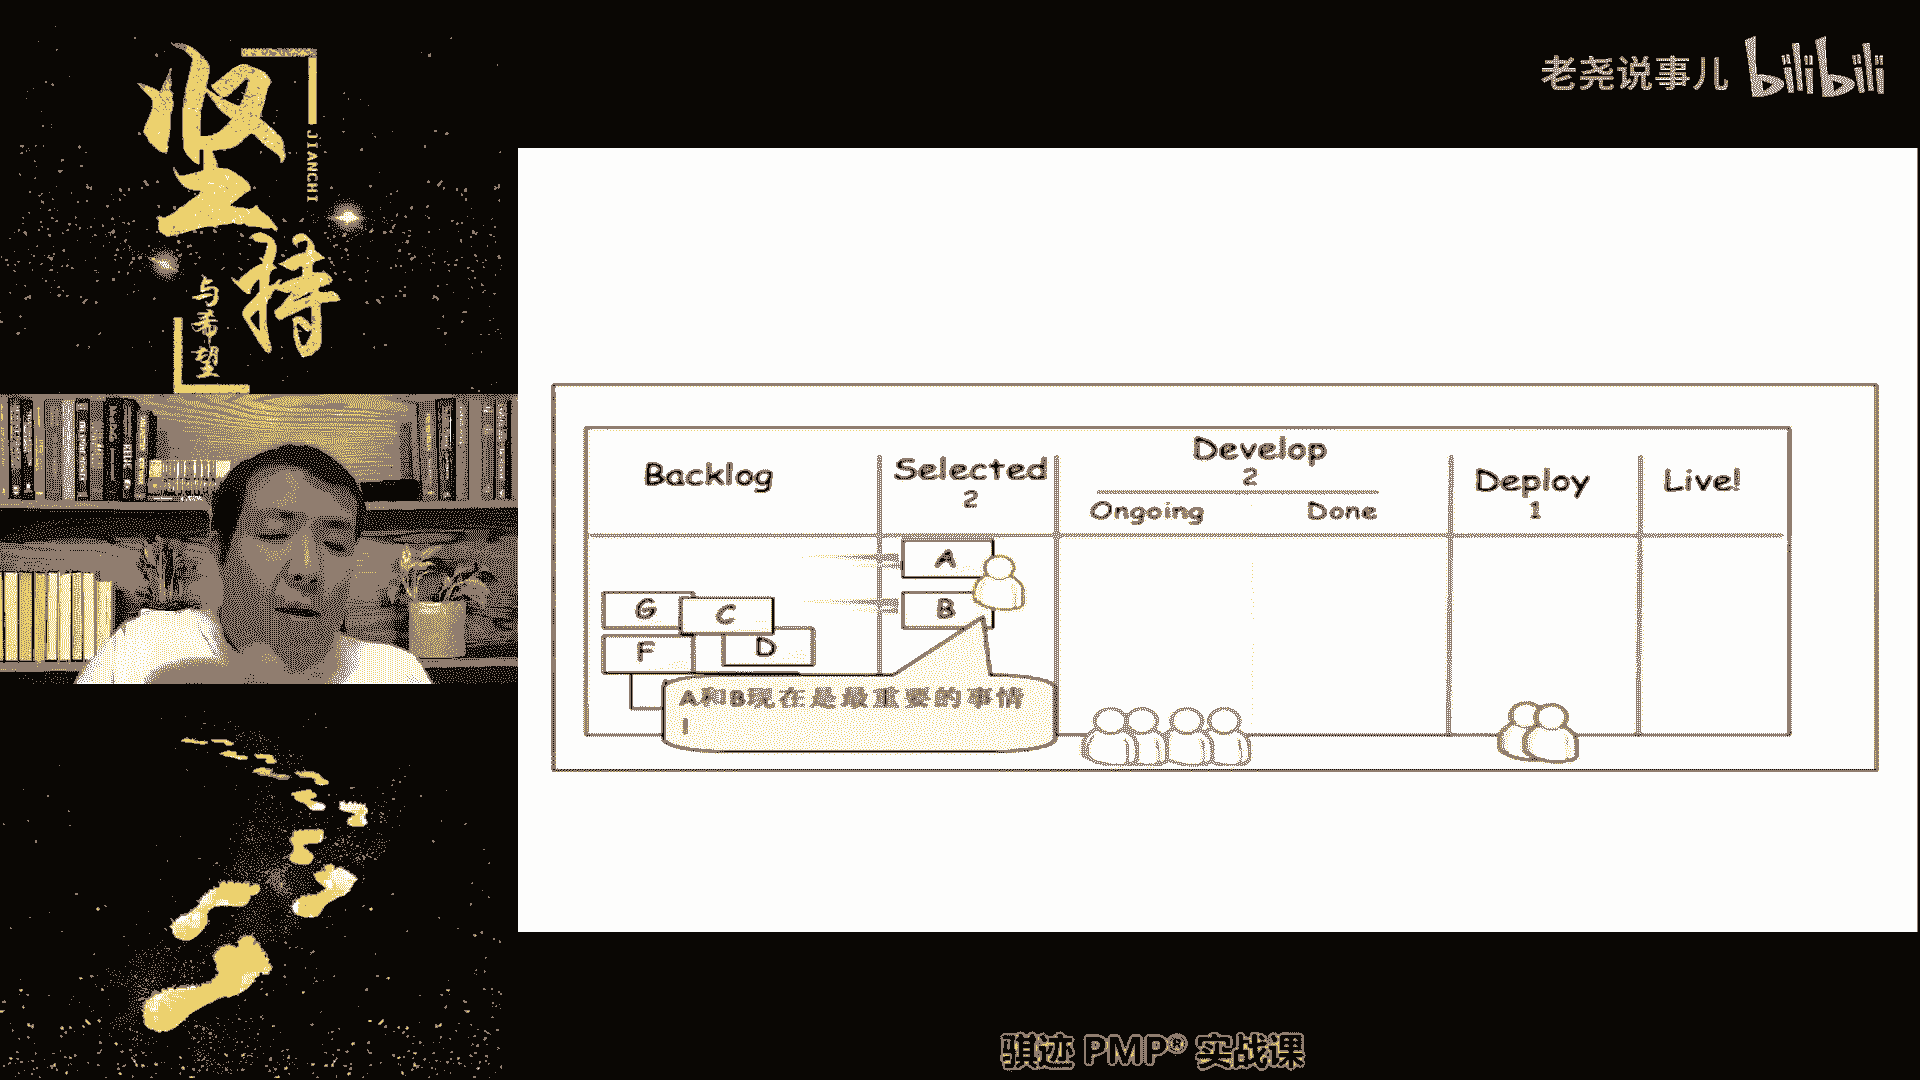 坚持
JIANCHI
与希望
老尧说事儿 bilibili
Backlog
Selected
2
Develop
2
Ongoing
Done
Deploy
1
Live!
A
B
G
C
F
D
A和B现在是最重要的事情
!
骐迹 PMP® 实战课